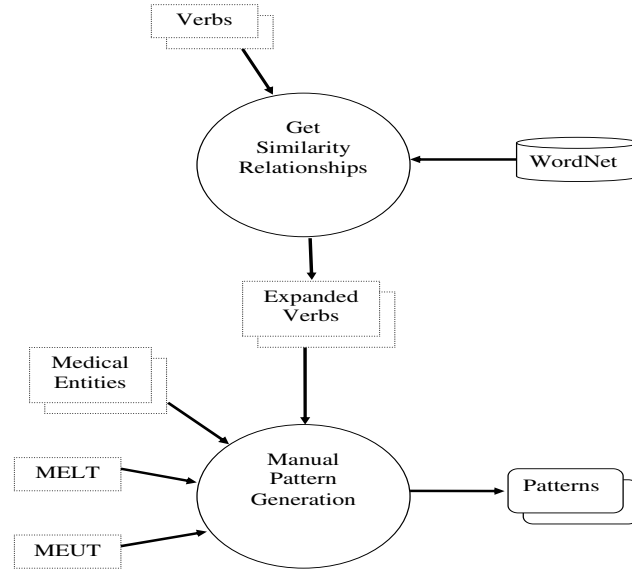 Verbs
Get
Similarity
Relationships
WordNet
Expanded
Verbs
Medical
Entities
MELT
MEUT
Manual
Pattern
Generation
Patterns